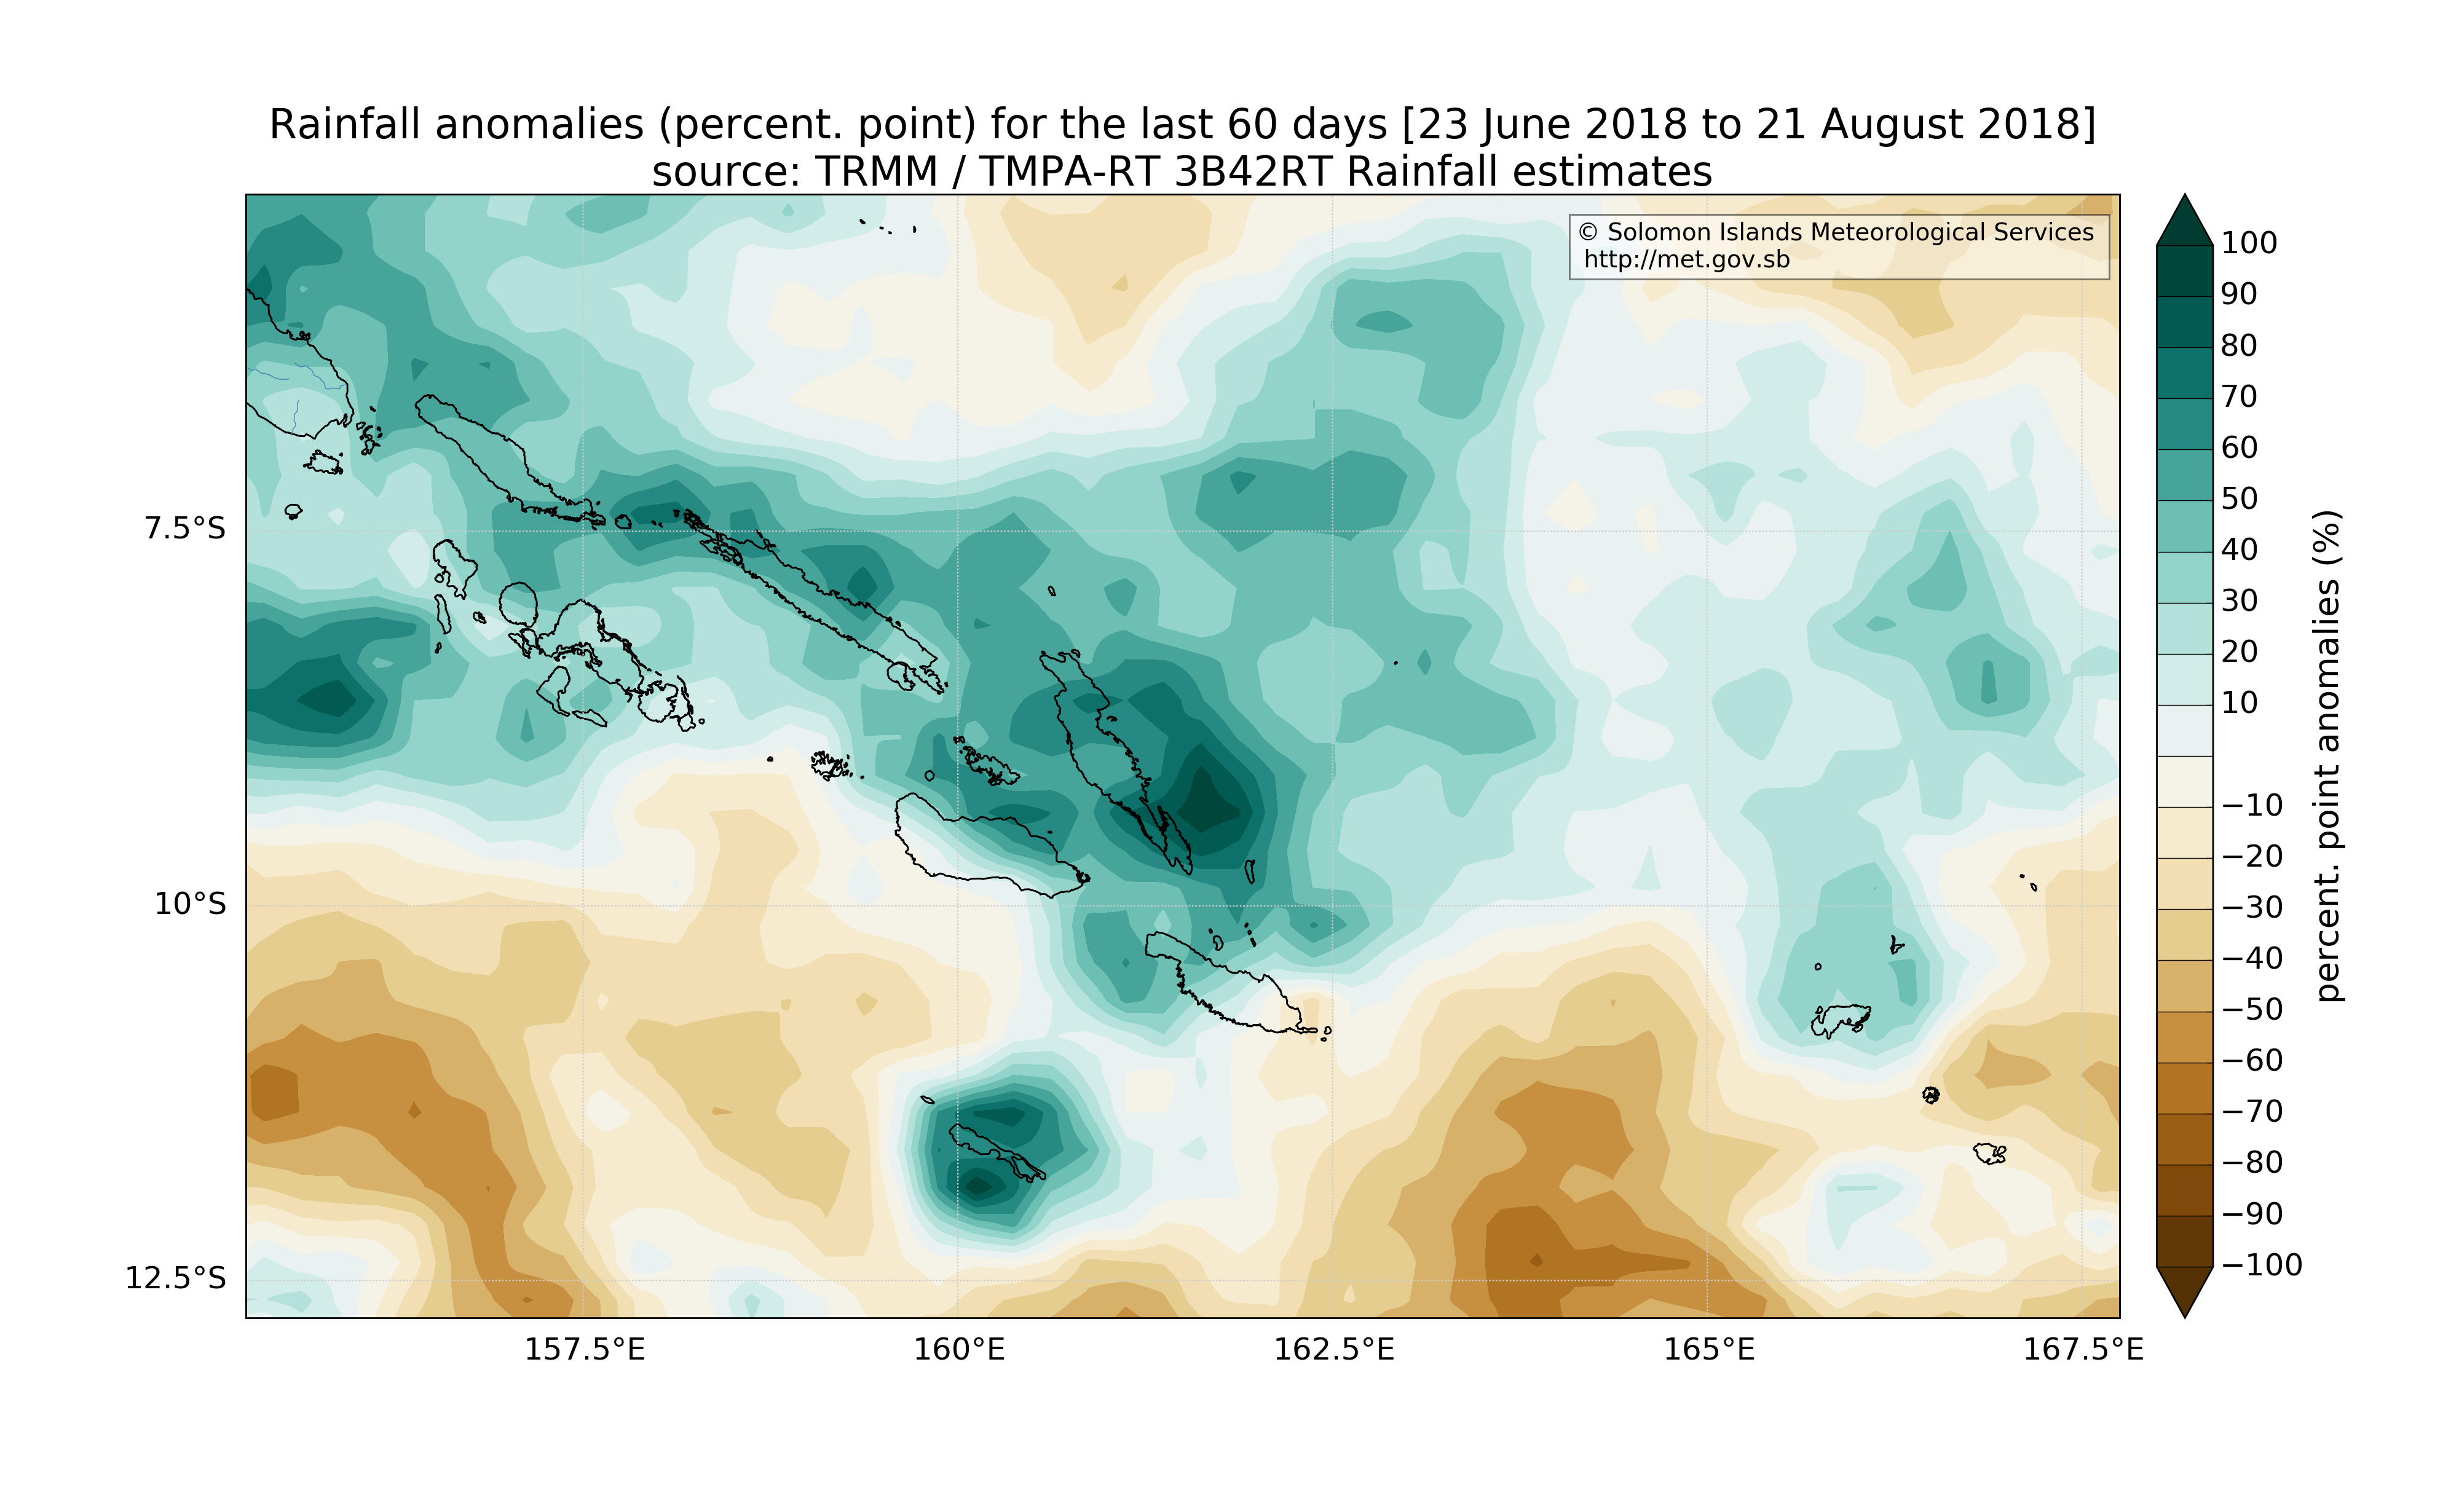 Rainfall anomalies (percent. point) for the last 60 days [23 June 2018 to 21 August 2018]
source: TRMM / TMPA-RT 3B42RT Rainfall estimates
© Solomon Islands Meteorological Services
http://met.gov.sb
7.5°S
10°S
12.5°S
157.5°E
160°E
162.5°E
165°E
167.5°E
100
90
80
70
60
50
40
30
20
10
−10
−20
−30
−40
−50
−60
−70
−80
−90
−100
percent. point anomalies (%)